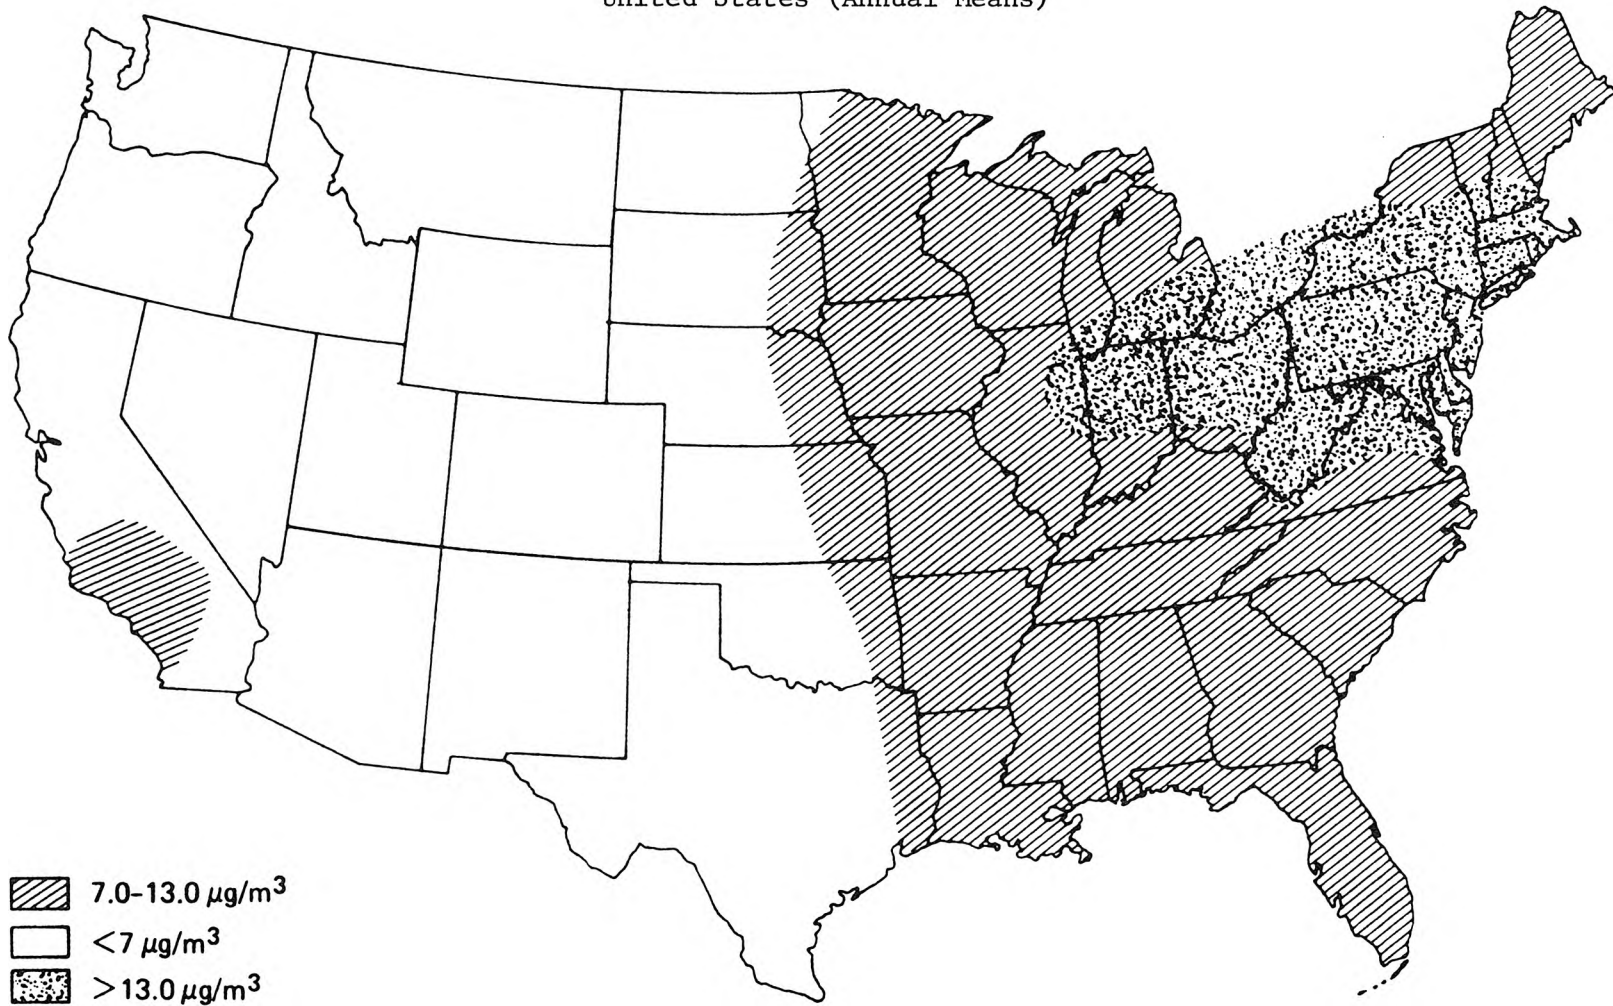 United States (Annual Means)
7.0-13.0 µg/m³
<7 µg/m³
>13.0 µg/m³